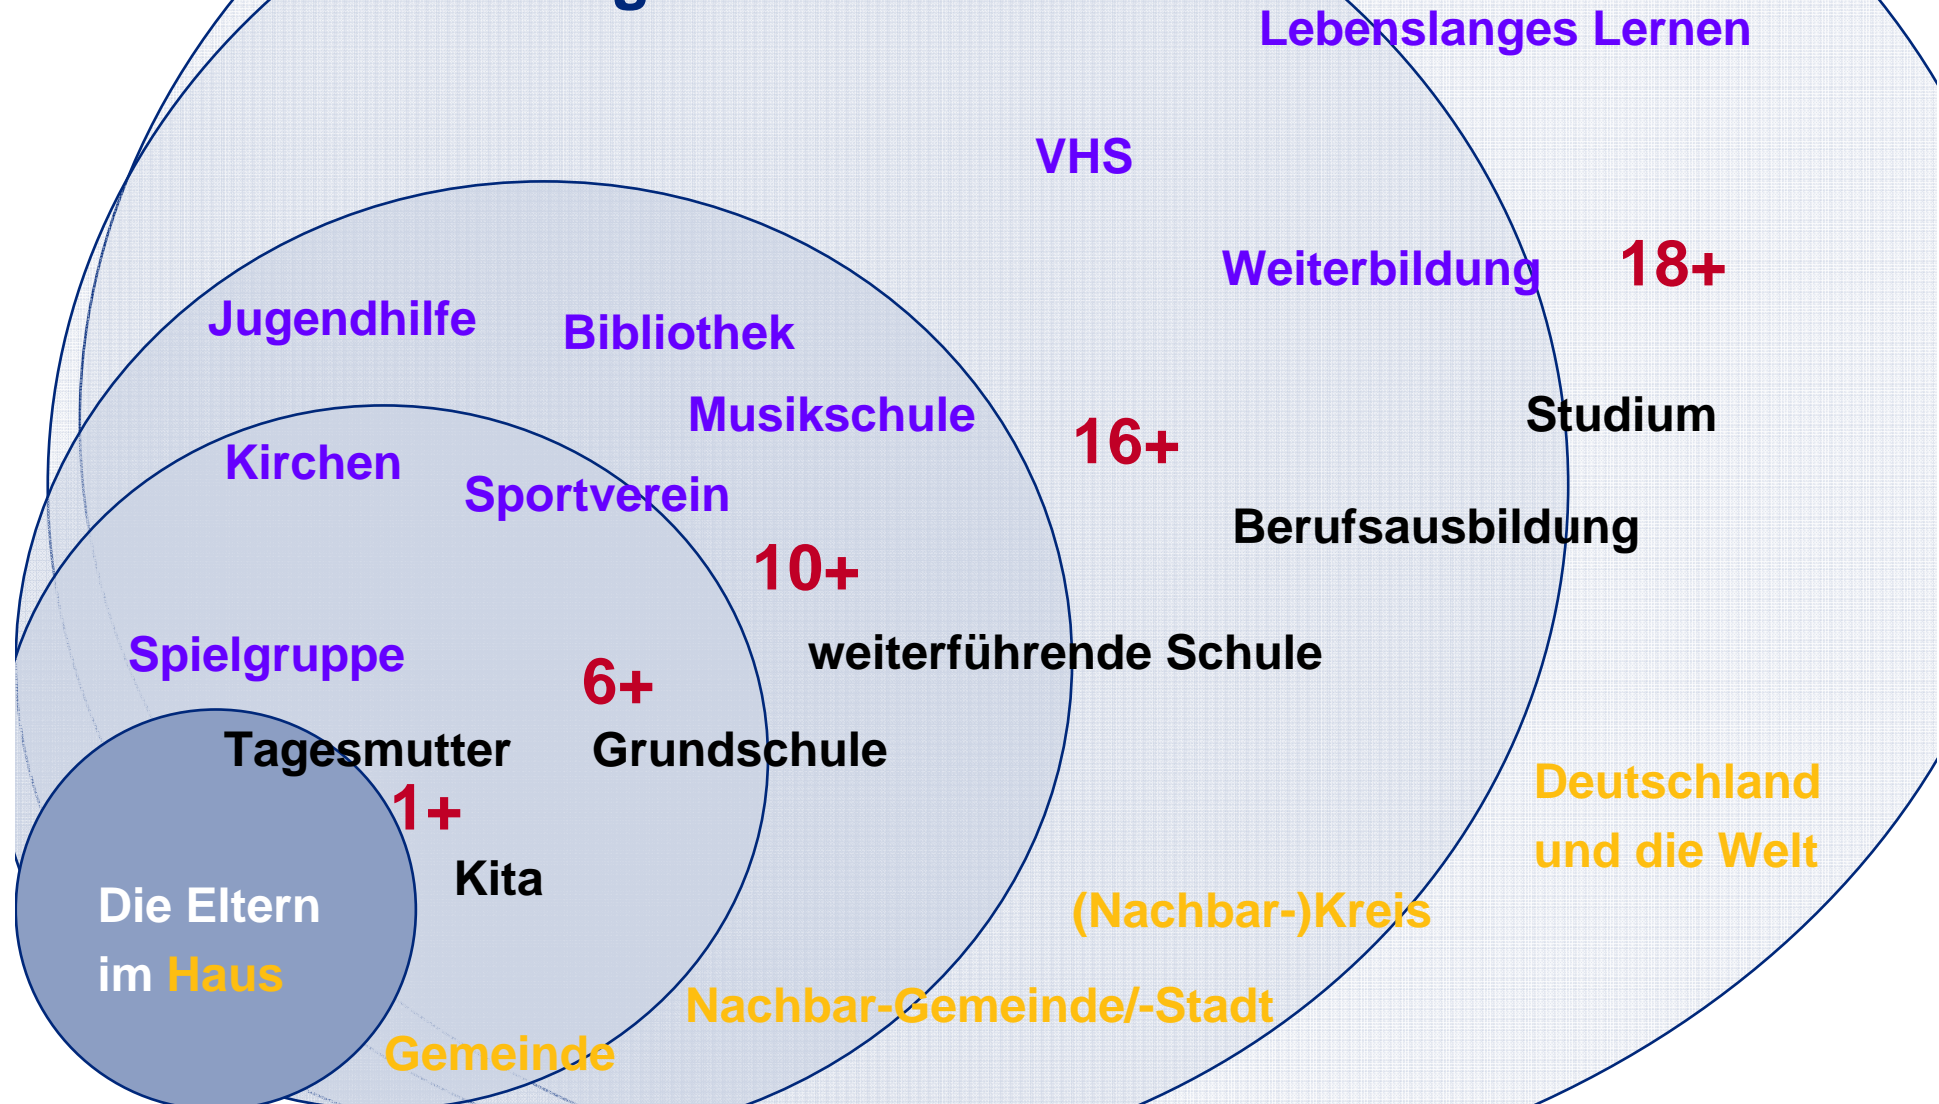 Lebenslanges Lernen
VHS
Weiterbildung
18+
Jugendhilfe
Bibliothek
Musikschule
Studium
16+
Kirchen
Sportverein
Berufsausbildung
10+
weiterführende Schule
Spielgruppe
6+
Tagesmutter
Grundschule
1+
Deutschland
und die Welt
Kita
Die Eltern
im Haus
(Nachbar-)Kreis
Nachbar-Gemeinde/-Stadt
Gemeinde